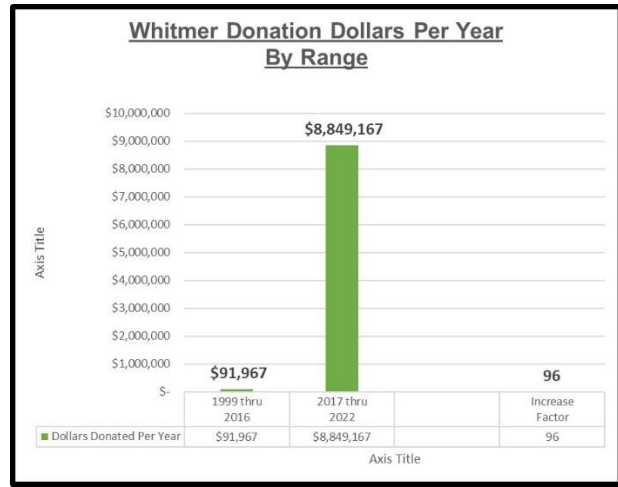 Whitmer Donation Dollars Per Year
By Range
$10,000,000
$9,000,000
$8,000,000
$7,000,000
$6,000,000
$5,000,000
$4,000,000
$3,000,000
$2,000,000
$1,000,000
$-
Axis Title
$91,967
$8,849,167
96
1999 thru
2016
2017 thru
2022
Increase
Factor
Dollars Donated Per Year $91,967 $8,849,167 96
Axis Title